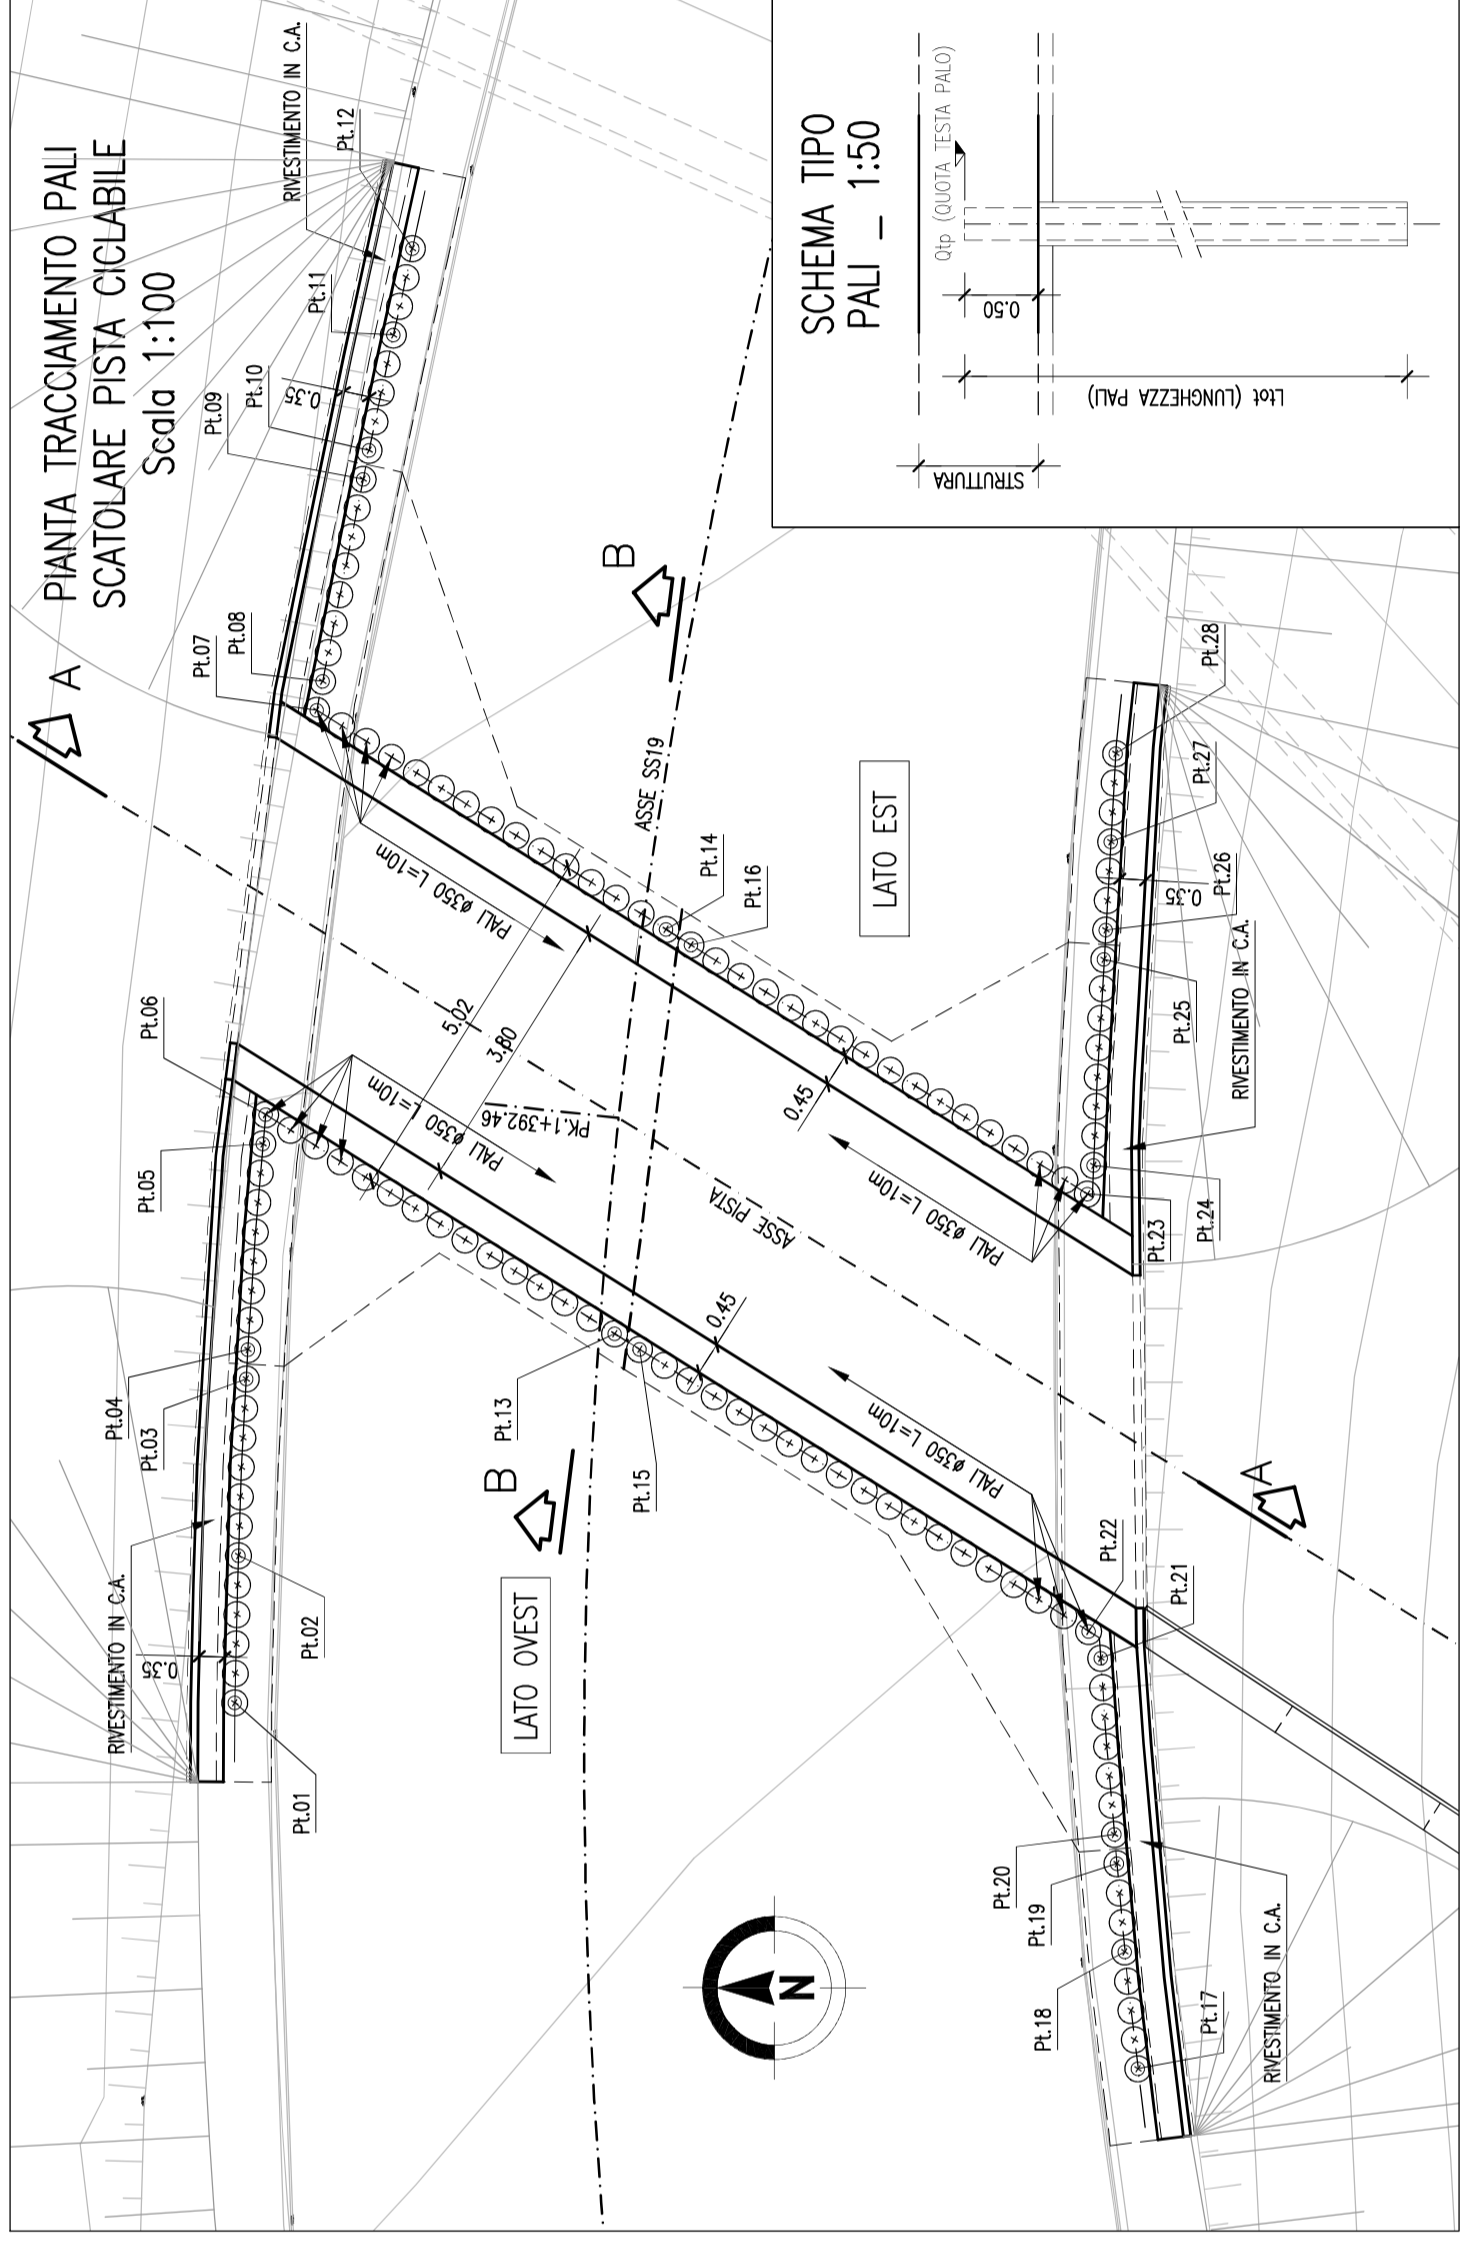 PIANTA TRACCIAMENTO PALI
SCATOLARE PISTA CICLABILE
Scala 1:100
RIVESTIMENTO IN C.A.
Pt.12
Pt.11
Pt.10
Pt.09
0.35
Pt.08
Pt.07
A
B
SCHEMA TIPO
PALI _ 1:50
Qtp (QUOTA TESTA PALO)
0.50
Ltot (LUNGHEZZA PALI)
STRUTTURA
ASSE SS19
Pt.14
Pt.16
LATO EST
PALI ø350 L=10m
5.02
3.80
PK.1+392.46
PALI ø350 L=10m
0.45
PALI ø350 L=10m
ASSE PISTA
Pt.28
Pt.27
Pt.26
0.35
Pt.25
RIVESTIMENTO IN C.A.
Pt.24
Pt.23
Pt.06
Pt.05
Pt.04
Pt.03
RIVESTIMENTO IN C.A.
0.35
Pt.02
Pt.01
Pt.13
Pt.15
B
LATO OVEST
0.45
PALI ø350 L=10m
A
Pt.22
Pt.21
Pt.20
Pt.19
Pt.18
Pt.17
RIVESTIMENTO IN C.A.
N